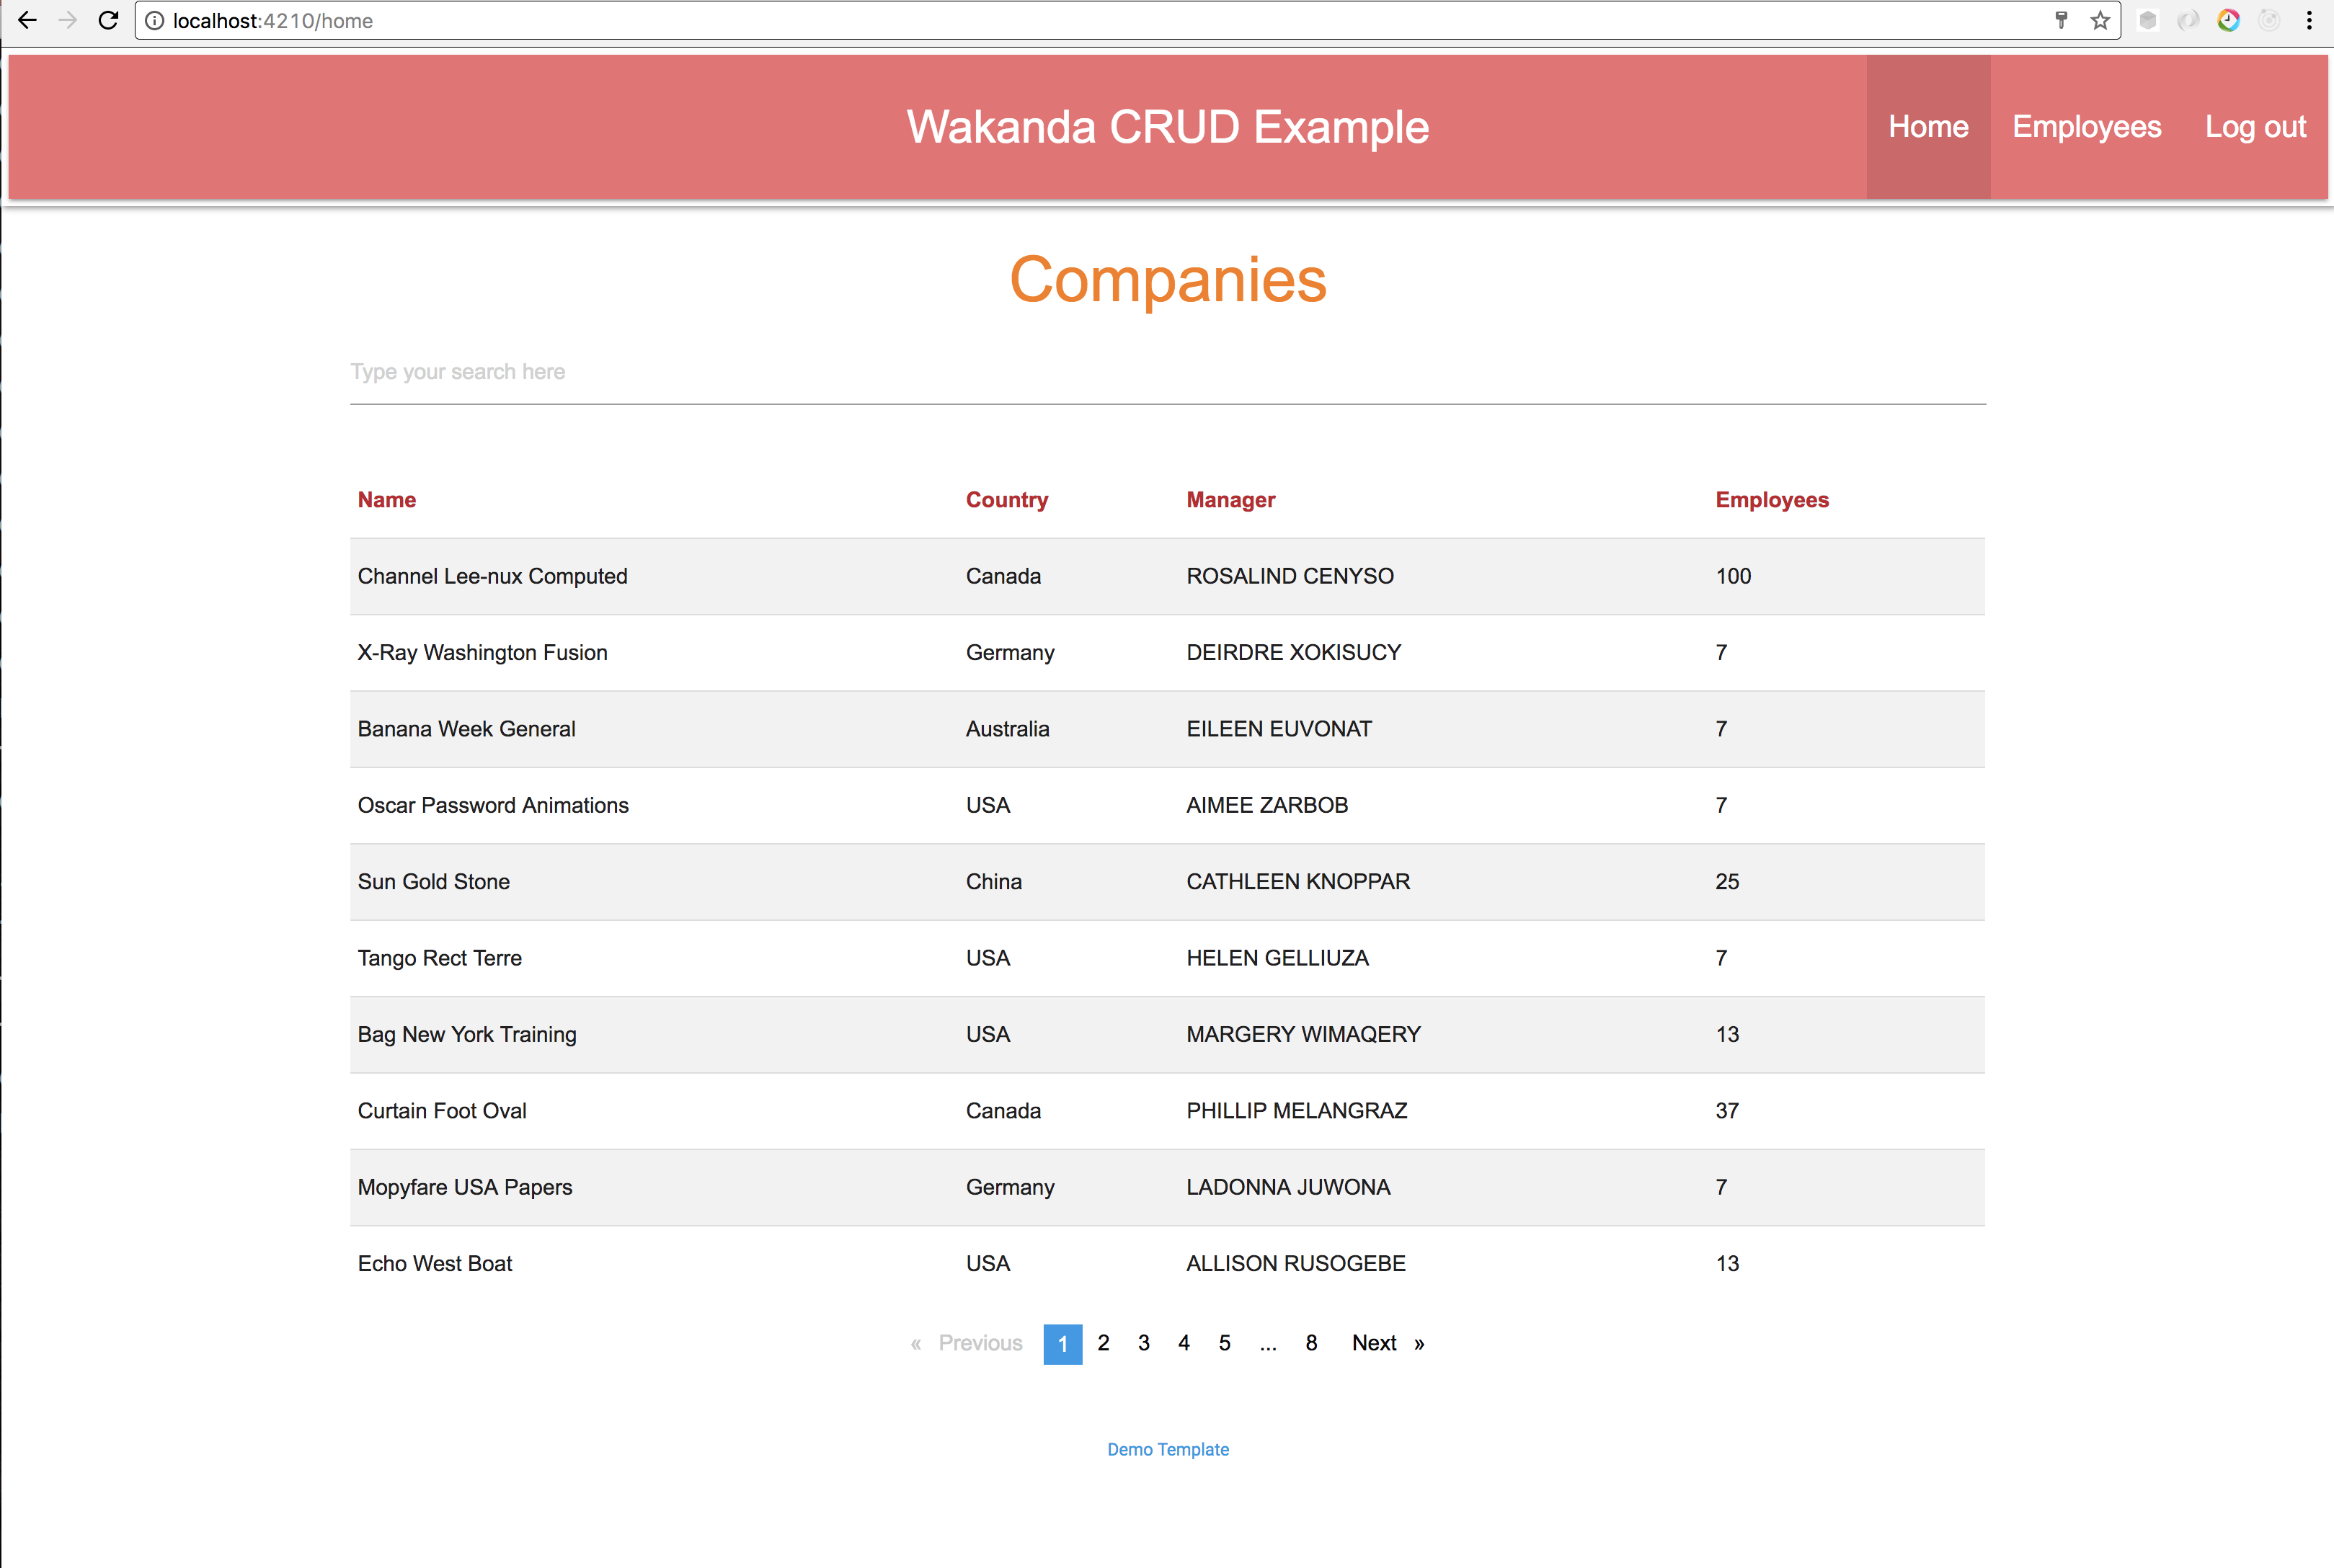 localhost:4210/home
Wakanda CRUD Example Home Employees Log out
Companies
Type your search here
Name Country Manager Employees
Channel Lee-nux Computed Canada ROSALIND CENYSO 100
X-Ray Washington Fusion Germany DEIRDRE XOKISUCY 7
Banana Week General Australia EILEEN EUVONAT 7
Oscar Password Animations USA AIMEE ZARBOB 7
Sun Gold Stone China CATHLEEN KNOPPAR 25
Tango Rect Terre USA HELEN GELLIUZA 7
Bag New York Training USA MARGERY WIMAQERY 13
Curtain Foot Oval Canada PHILLIP MELANGRAZ 37
Mopyfare USA Papers Germany LADONNA JUWONA 7
Echo West Boat USA ALLISON RUSOGEBE 13
« Previous 1 2 3 4 5 ... 8 Next »
Demo Template